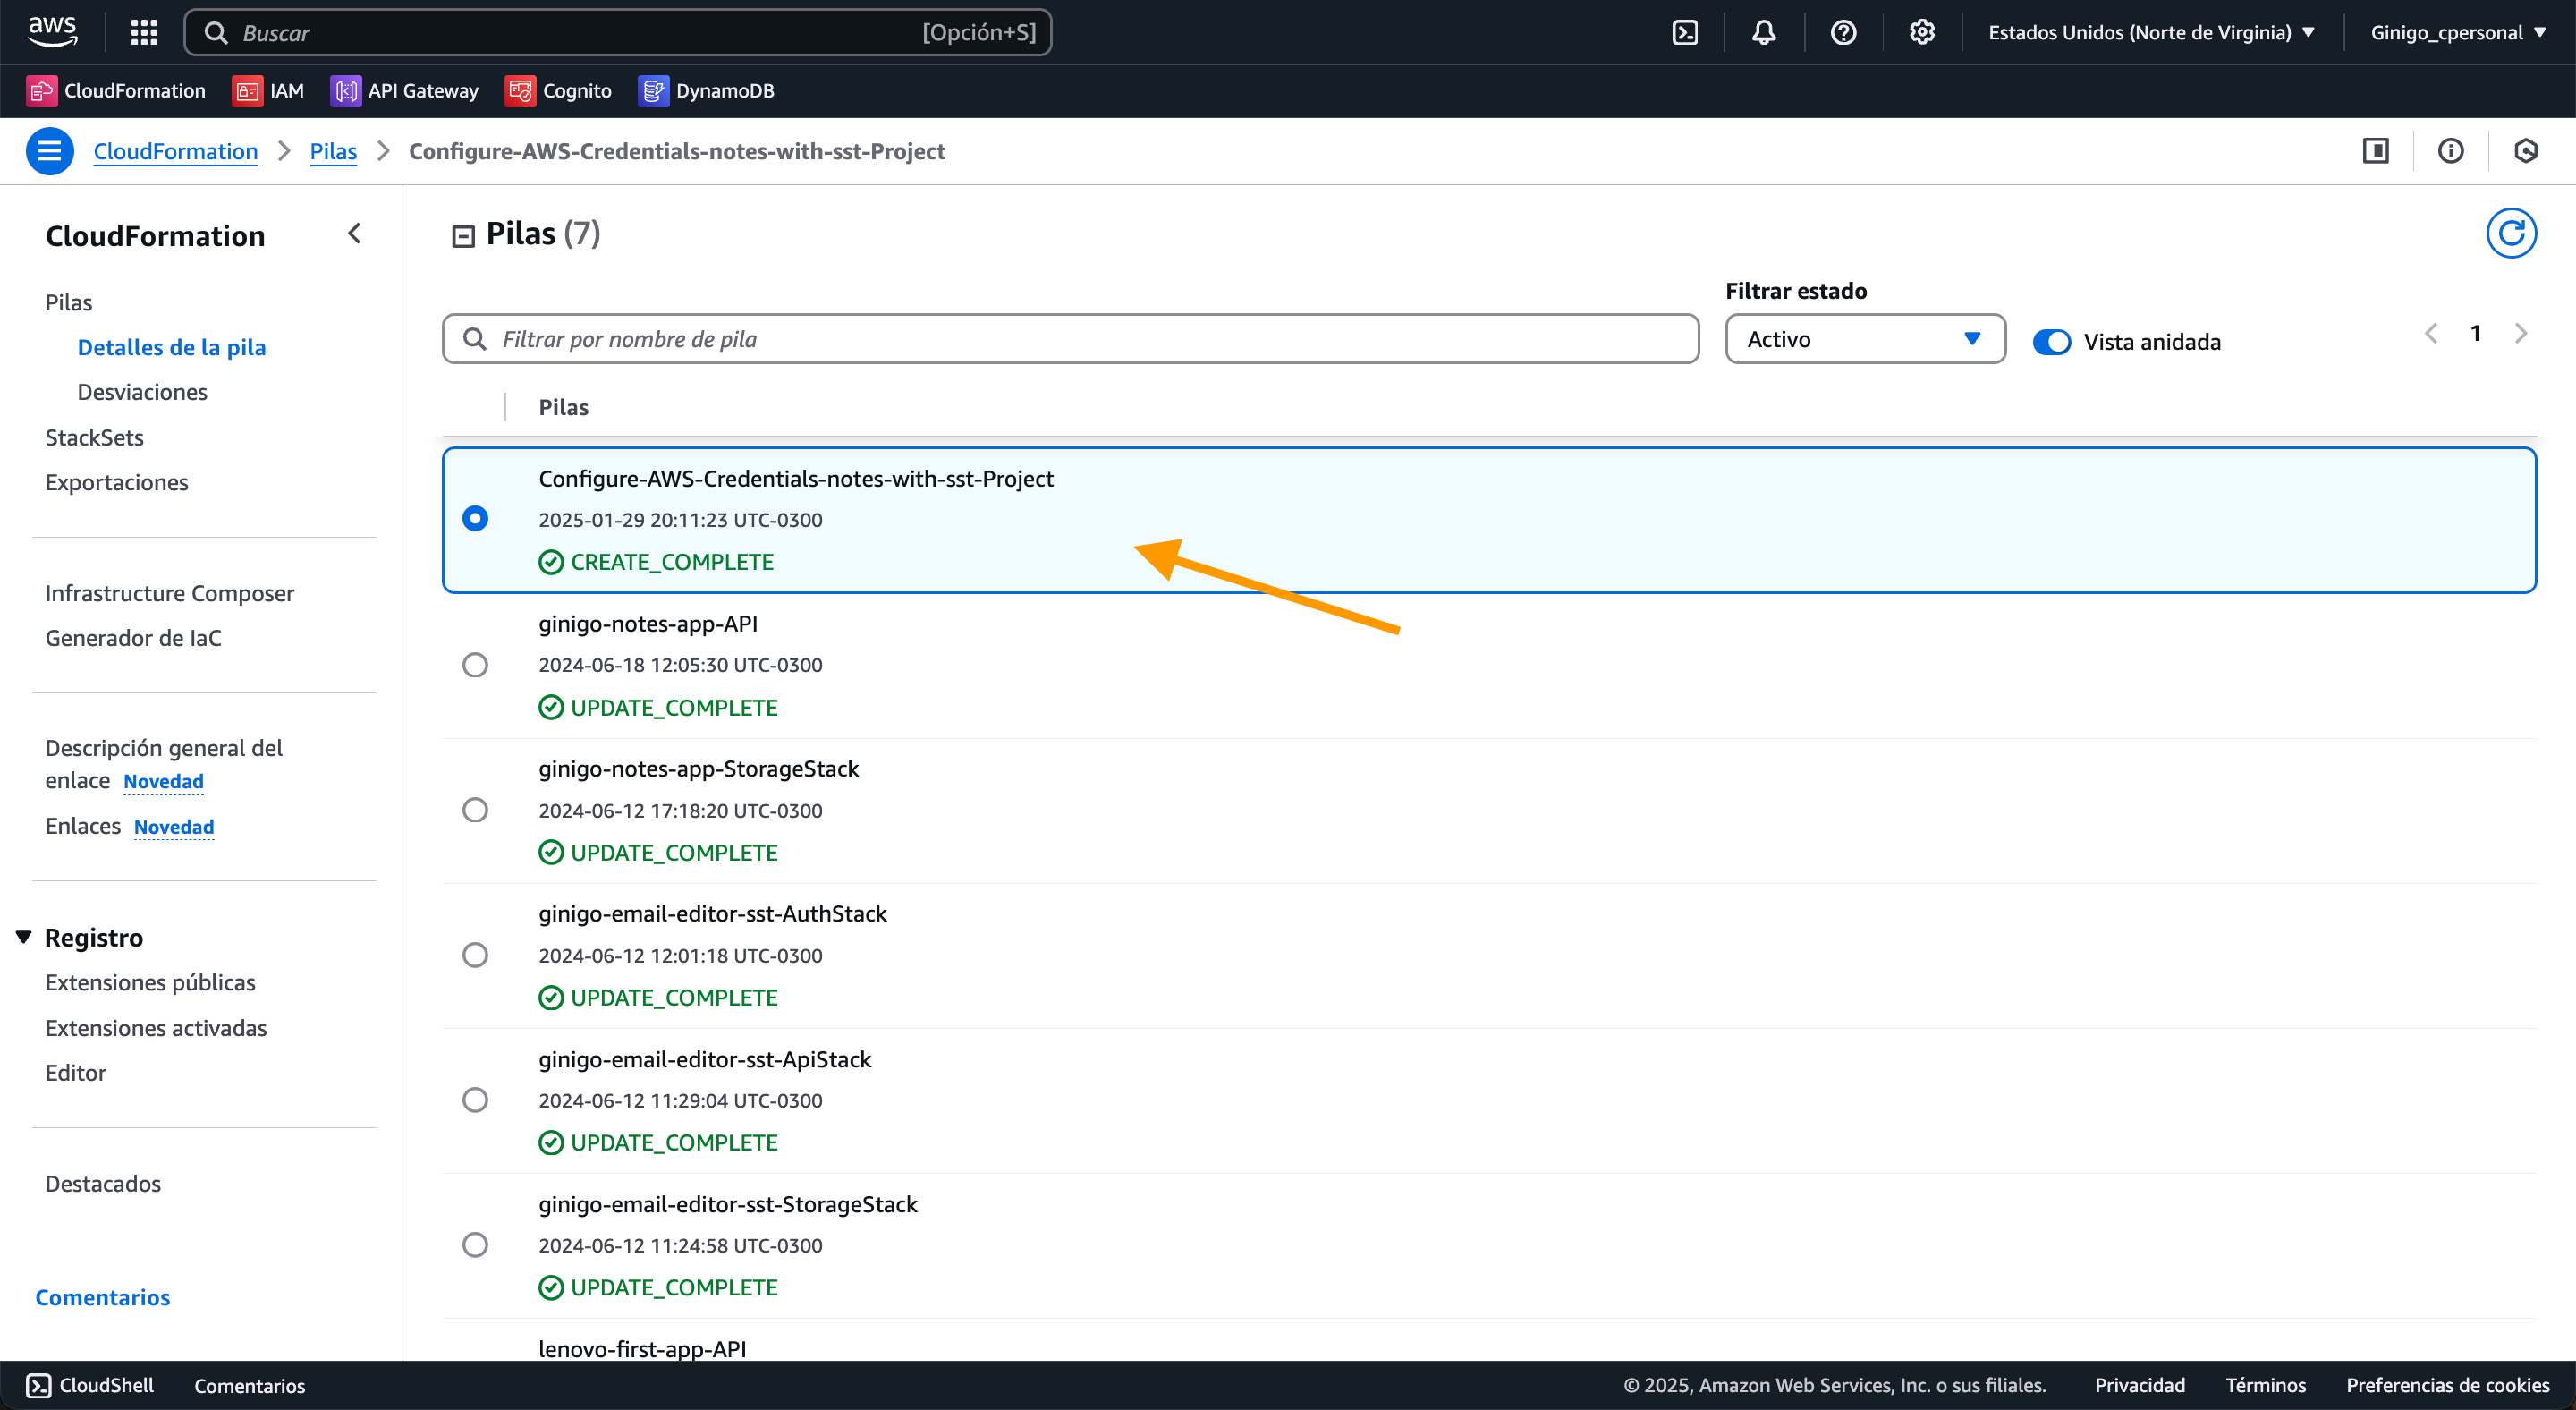 aws
Buscar
[Opción+S]
Estados Unidos (Norte de Virginia)
Ginigo_cpersonal
CloudFormation
IAM
API Gateway
Cognito
DynamoDB
CloudFormation
Pilas
Configure-AWS-Credentials-notes-with-sst-Project
CloudFormation
Pilas
Detalles de la pila
Desviaciones
StackSets
Exportaciones
Infrastructure Composer
Generador de IaC
Descripción general del
enlace Novedad
Enlaces Novedad
Registro
Extensiones públicas
Extensiones activadas
Editor
Destacados
Comentarios
Pilas (7)
Filtrar por nombre de pila
Filtrar estado
Activo
Vista anidada
1
Pilas
Configure-AWS-Credentials-notes-with-sst-Project
2025-01-29 20:11:23 UTC-0300
CREATE_COMPLETE
ginigo-notes-app-API
2024-06-18 12:05:30 UTC-0300
UPDATE_COMPLETE
ginigo-notes-app-StorageStack
2024-06-12 17:18:20 UTC-0300
UPDATE_COMPLETE
ginigo-email-editor-sst-AuthStack
2024-06-12 12:01:18 UTC-0300
UPDATE_COMPLETE
ginigo-email-editor-sst-ApiStack
2024-06-12 11:29:04 UTC-0300
UPDATE_COMPLETE
ginigo-email-editor-sst-StorageStack
2024-06-12 11:24:58 UTC-0300
UPDATE_COMPLETE
lenovo-first-app-API
CloudShell
Comentarios
© 2025, Amazon Web Services, Inc. o sus filiales.
Privacidad
Términos
Preferencias de cookies